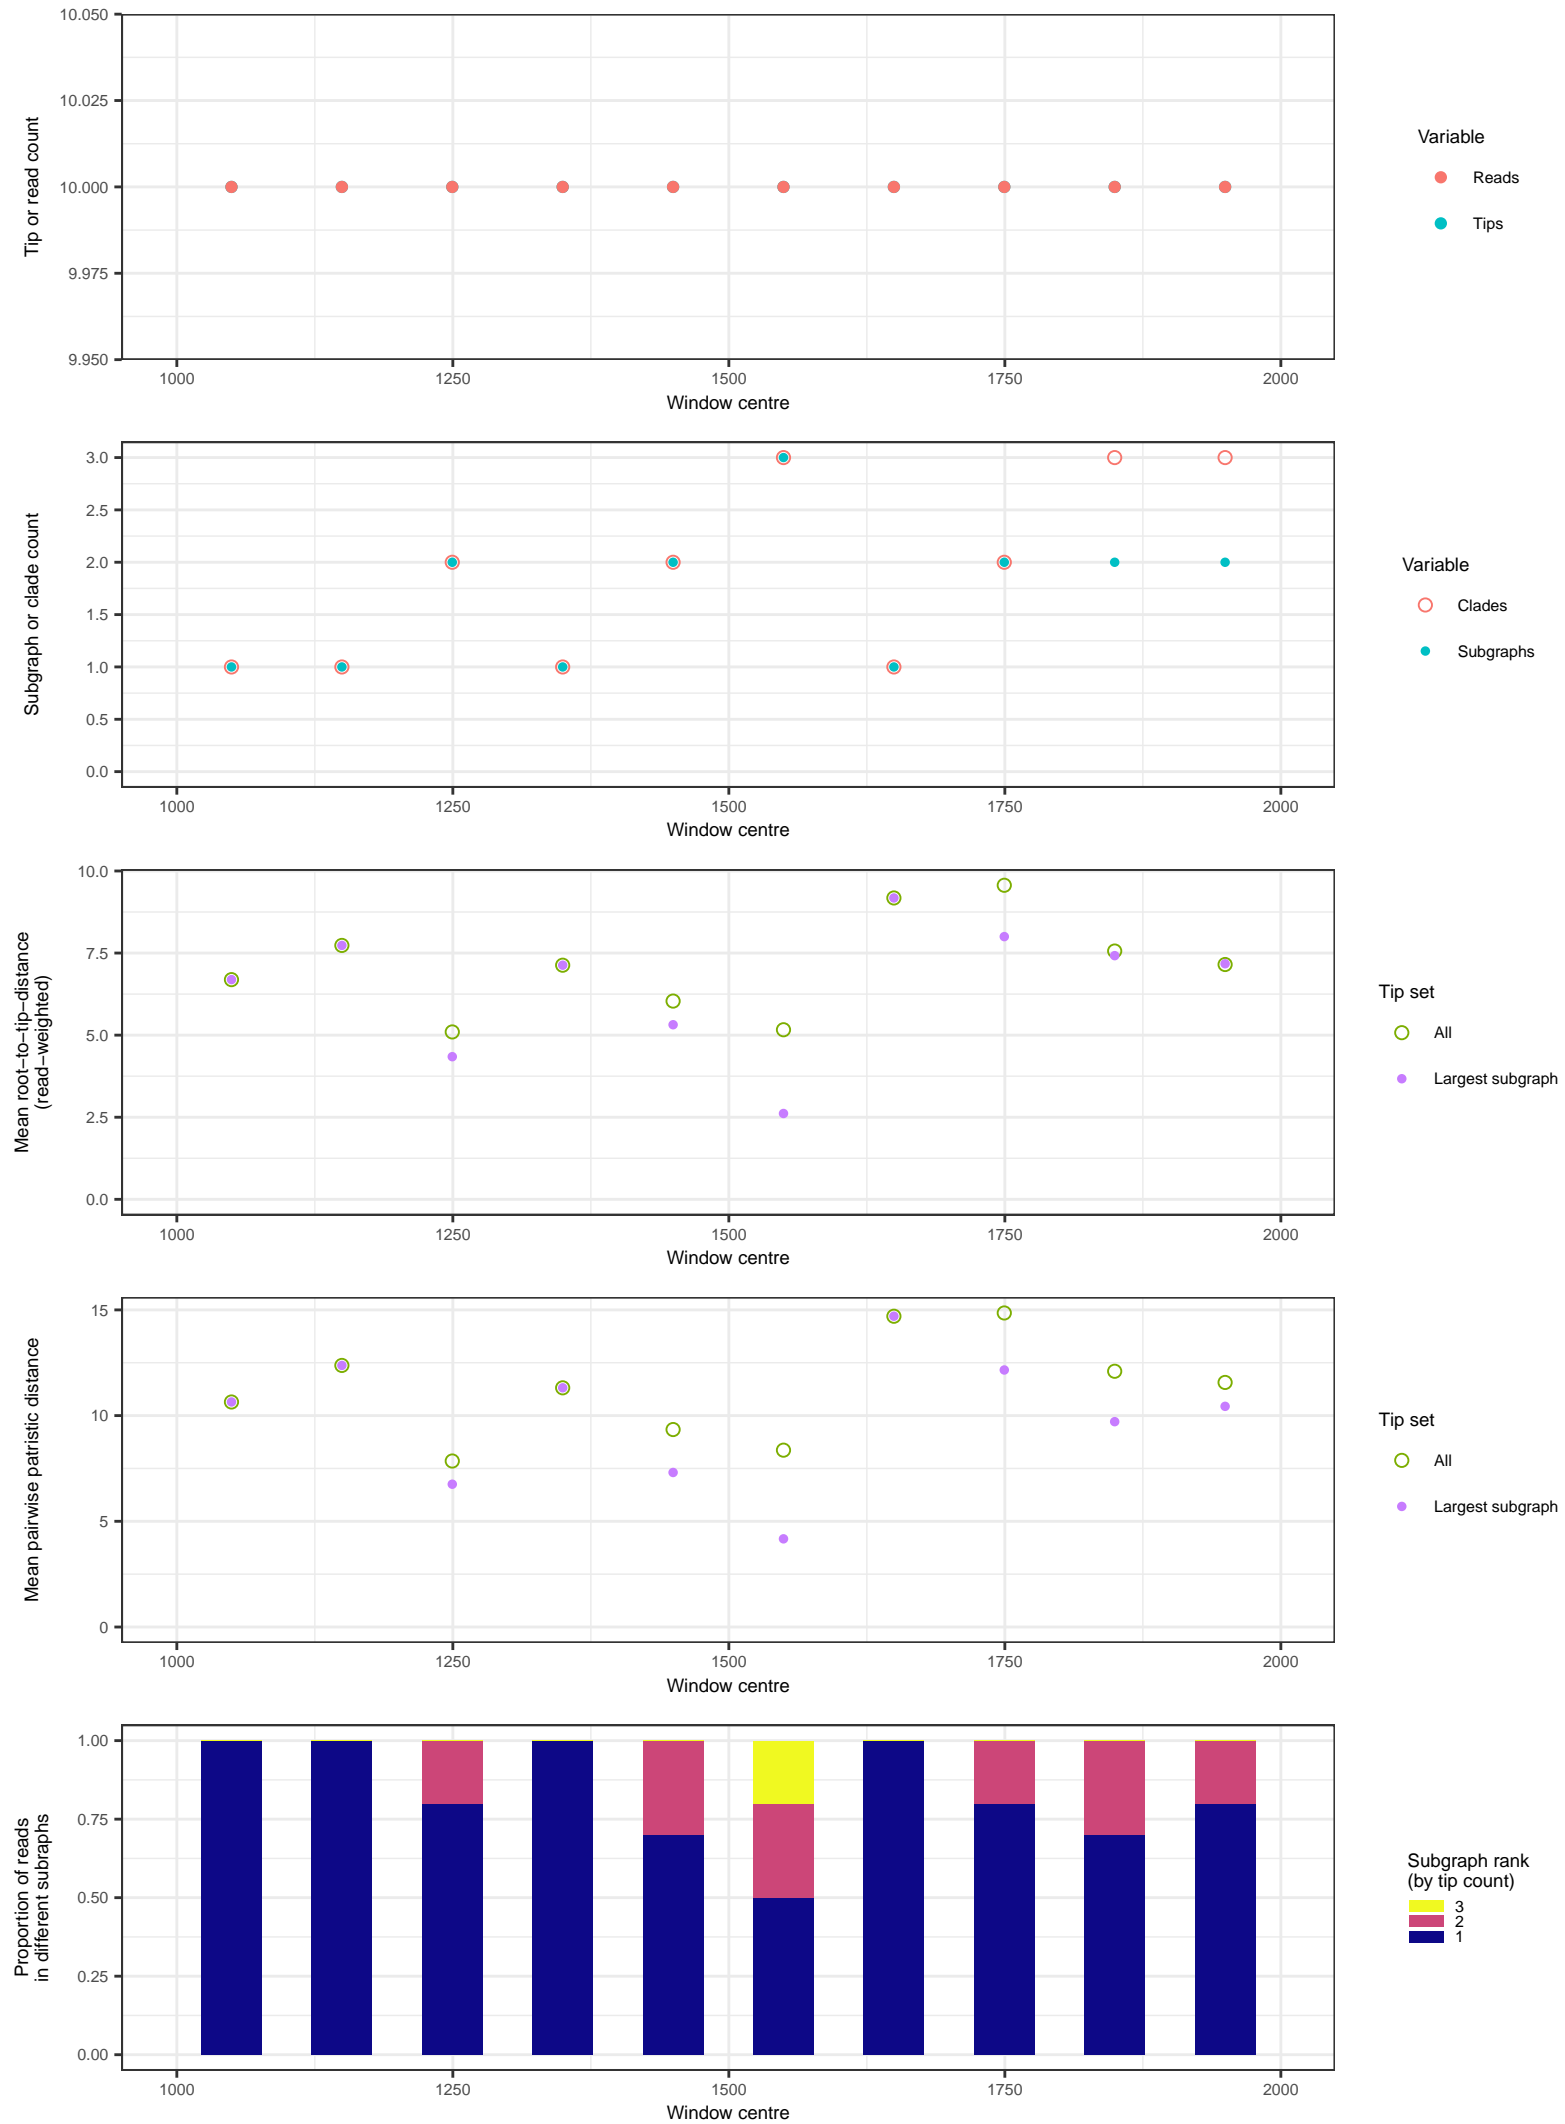 10.050
10.025
10.000
9.975
9.950
Tip or read count
1000 1250 1500 1750 2000
Window centre
Variable
Reads
Tips
3.0
2.5
2.0
1.5
1.0
0.5
0.0
Subgraph or clade count
1000 1250 1500 1750 2000
Window centre
Variable
Clades
Subgraphs
10.0
7.5
5.0
2.5
0.0
Mean root−to−tip−distance
(read−weighted)
1000 1250 1500 1750 2000
Window centre
Tip set
All
Largest subgraph
15
10
5
0
Mean pairwise patristic distance
1000 1250 1500 1750 2000
Window centre
Tip set
All
Largest subgraph
1.00
0.75
0.50
0.25
0.00
Proportion of reads
in different subraphs
1000 1250 1500 1750 2000
Window centre
Subgraph rank
(by tip count)
3
2
1